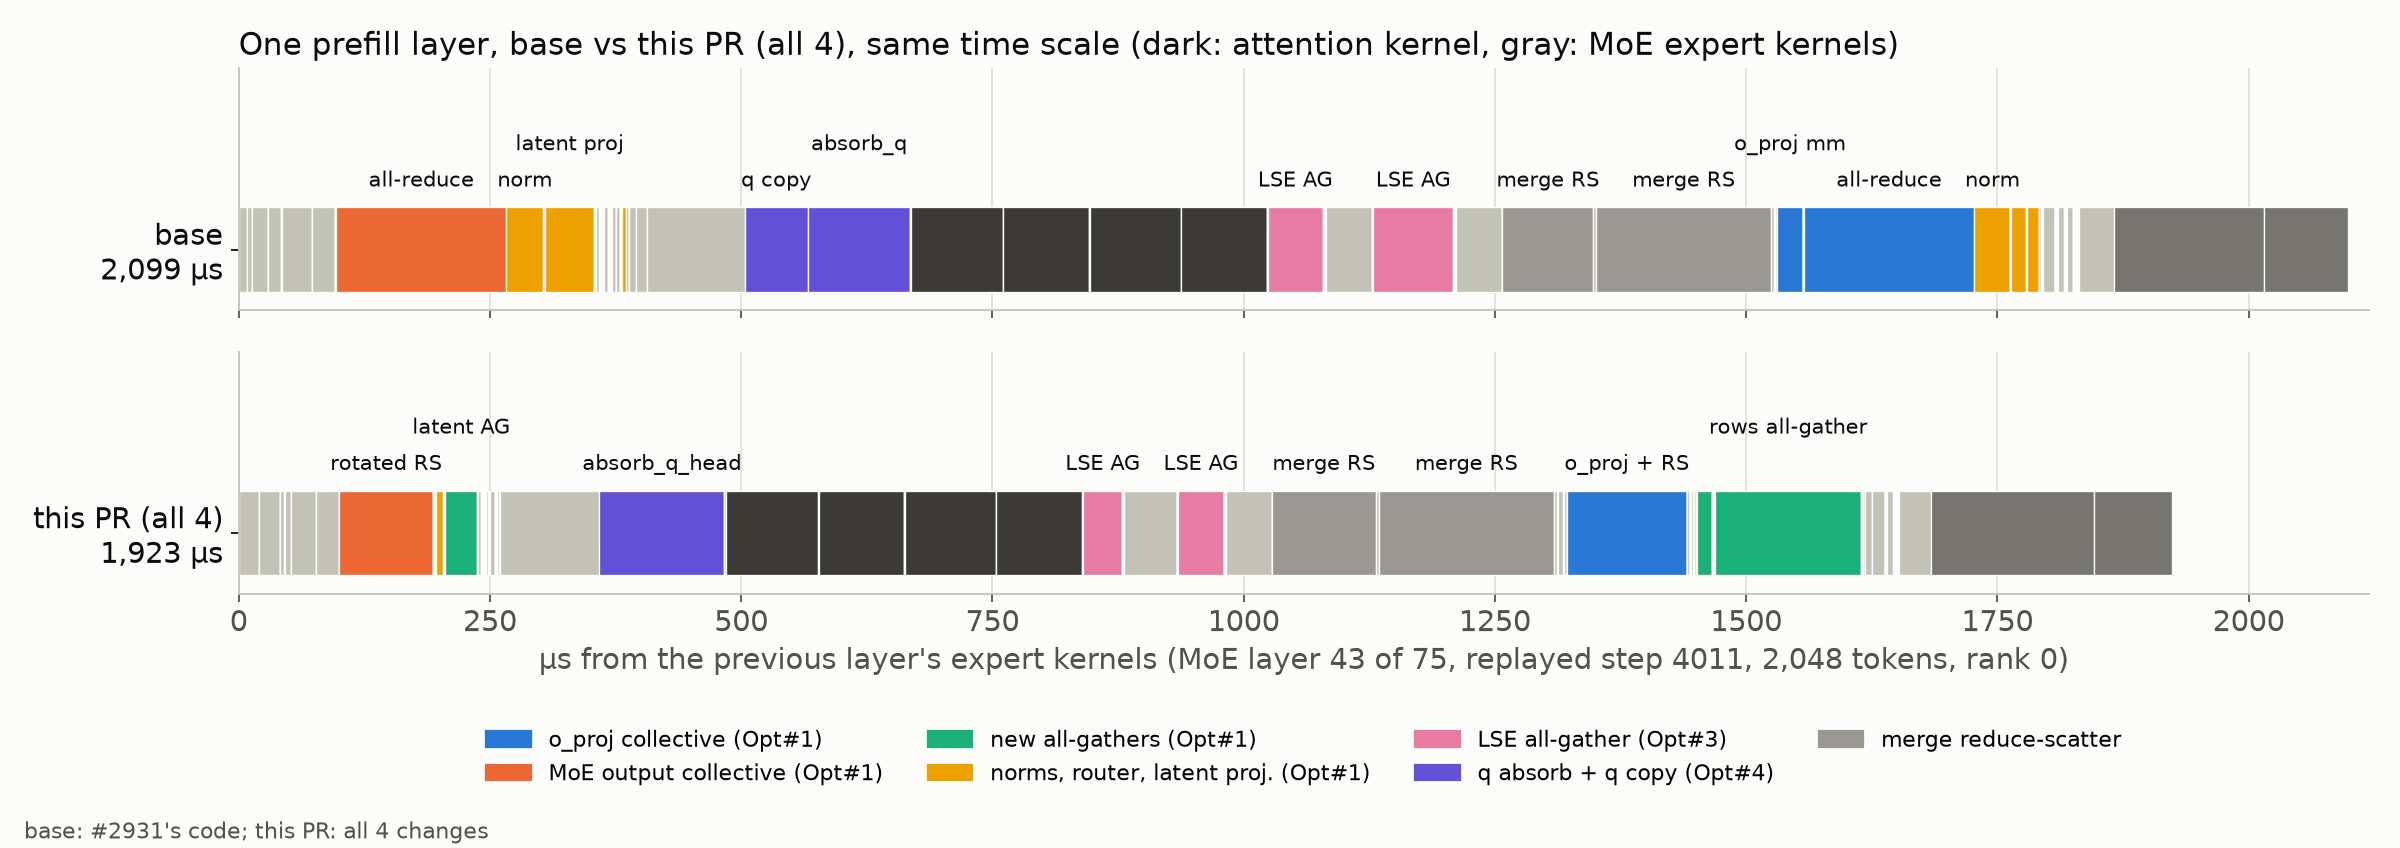 One prefill layer, base vs this PR (all 4), same time scale (dark: attention kernel, gray: MoE expert kernels)
latent proj absorb_q o_proj mm
all-reduce norm q copy LSE AG LSE AG merge RS merge RS all-reduce norm
base
2,099 µs
latent AG rows all-gather
rotated RS absorb_q_head LSE AG LSE AG merge RS merge RS o_proj + RS
this PR (all 4)
1,923 µs
0 250 500 750 1000 1250 1500 1750 2000
µs from the previous layer's expert kernels (MoE layer 43 of 75, replayed step 4011, 2,048 tokens, rank 0)
o_proj collective (Opt#1) new all-gathers (Opt#1) LSE all-gather (Opt#3) merge reduce-scatter
MoE output collective (Opt#1) norms, router, latent proj. (Opt#1) q absorb + q copy (Opt#4)
base: #2931's code; this PR: all 4 changes